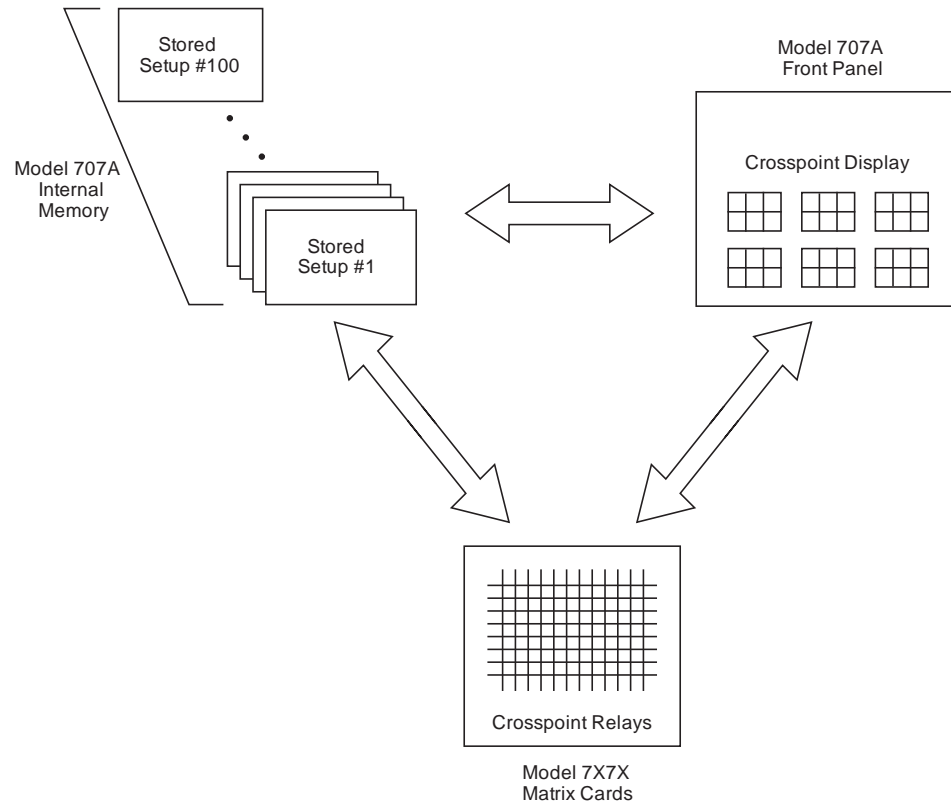 Stored
Setup #100
Model 707A
Front Panel
Model 707A
Internal
Memory
Crosspoint Display
Stored
Setup #1
Crosspoint Relays
Model 7X7X
Matrix Cards